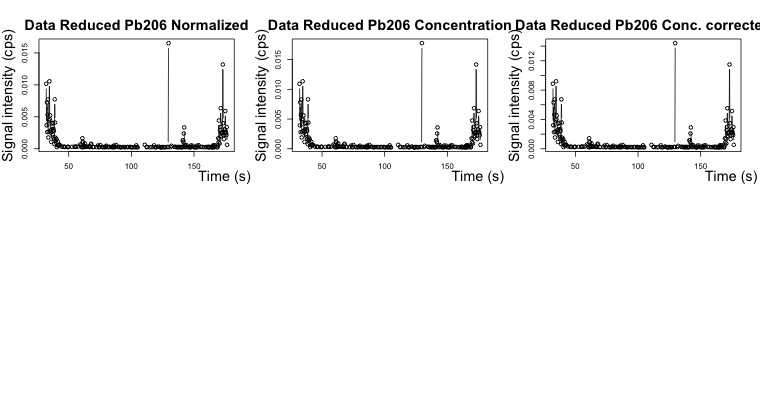 Data Reduced Pb206 Normalized
Signal intensity (cps)
0.015
0.010
0.005
0.000
50
100
150
Time (s)
Data Reduced Pb206 Concentration
Signal intensity (cps)
0.015
0.010
0.005
0.000
50
100
150
Time (s)
Data Reduced Pb206 Conc. correcte
Signal intensity (cps)
0.012
0.008
0.004
0.000
50
100
150
Time (s)